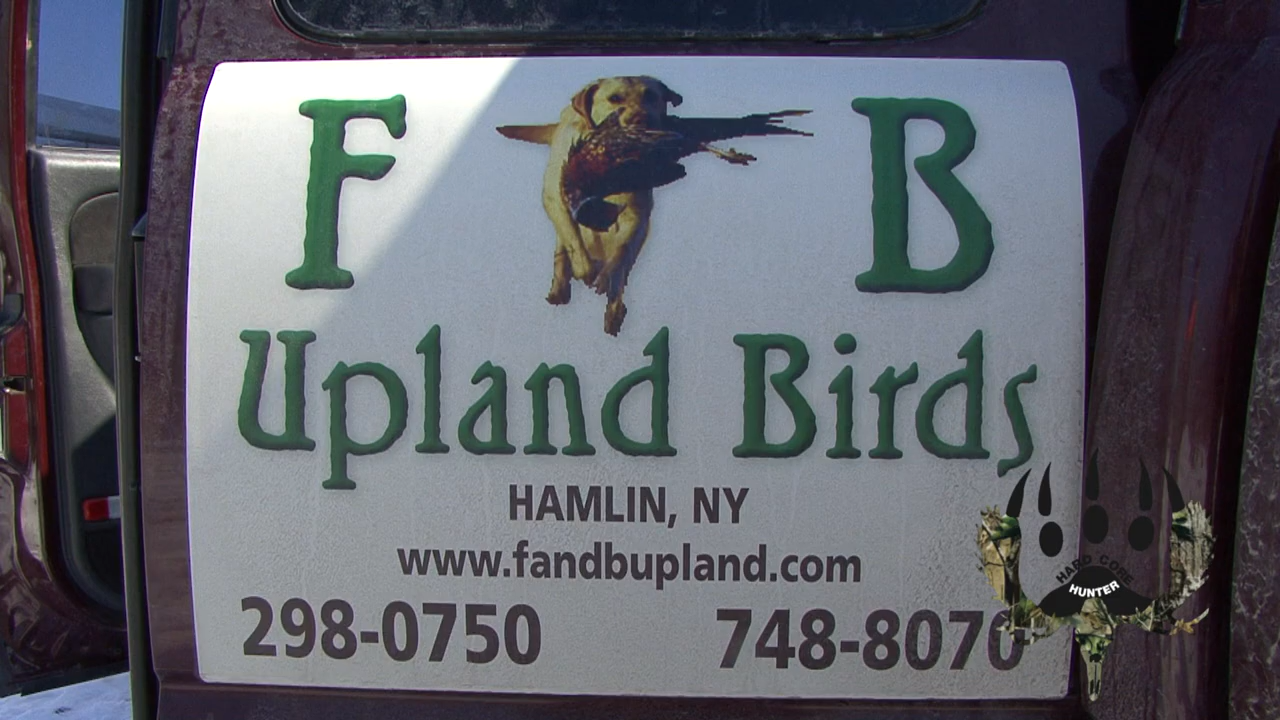 F B
Upland Birds
HAMLIN, NY
www.fandbupland.com
298-0750 748-8070
HARD CORE
HUNTER